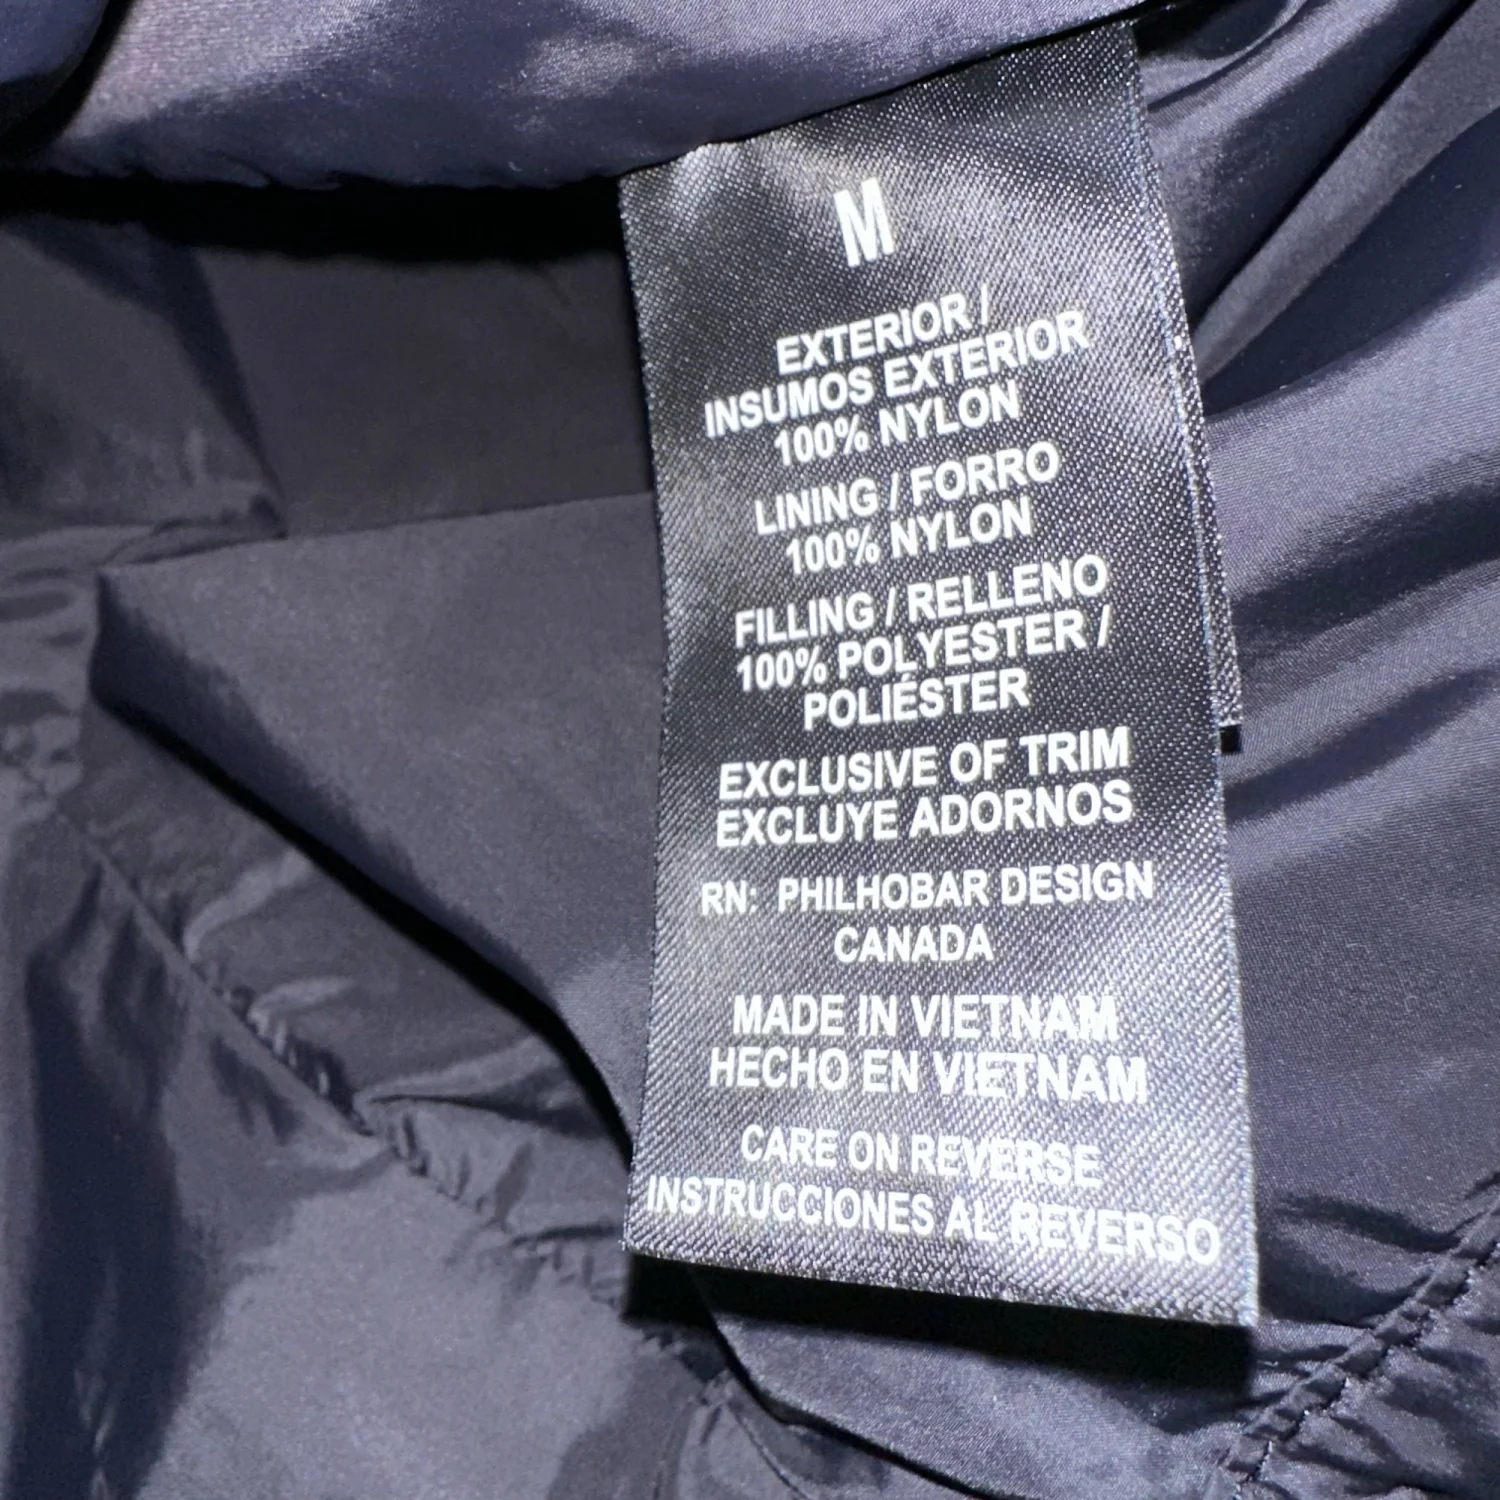 M
EXTERIOR /
INSUMOS EXTERIOR
100% NYLON
LINING / FORRO
100% NYLON
FILLING / RELLENO
100% POLYESTER /
POLIÉSTER
EXCLUSIVE OF TRIM
EXCLUYE ADORNOS
RN: PHILHOBAR DESIGN
CANADA
MADE IN VIETNAM
HECHO EN VIETNAM
CARE ON REVERSE
INSTRUCCIONES AL REVERSO